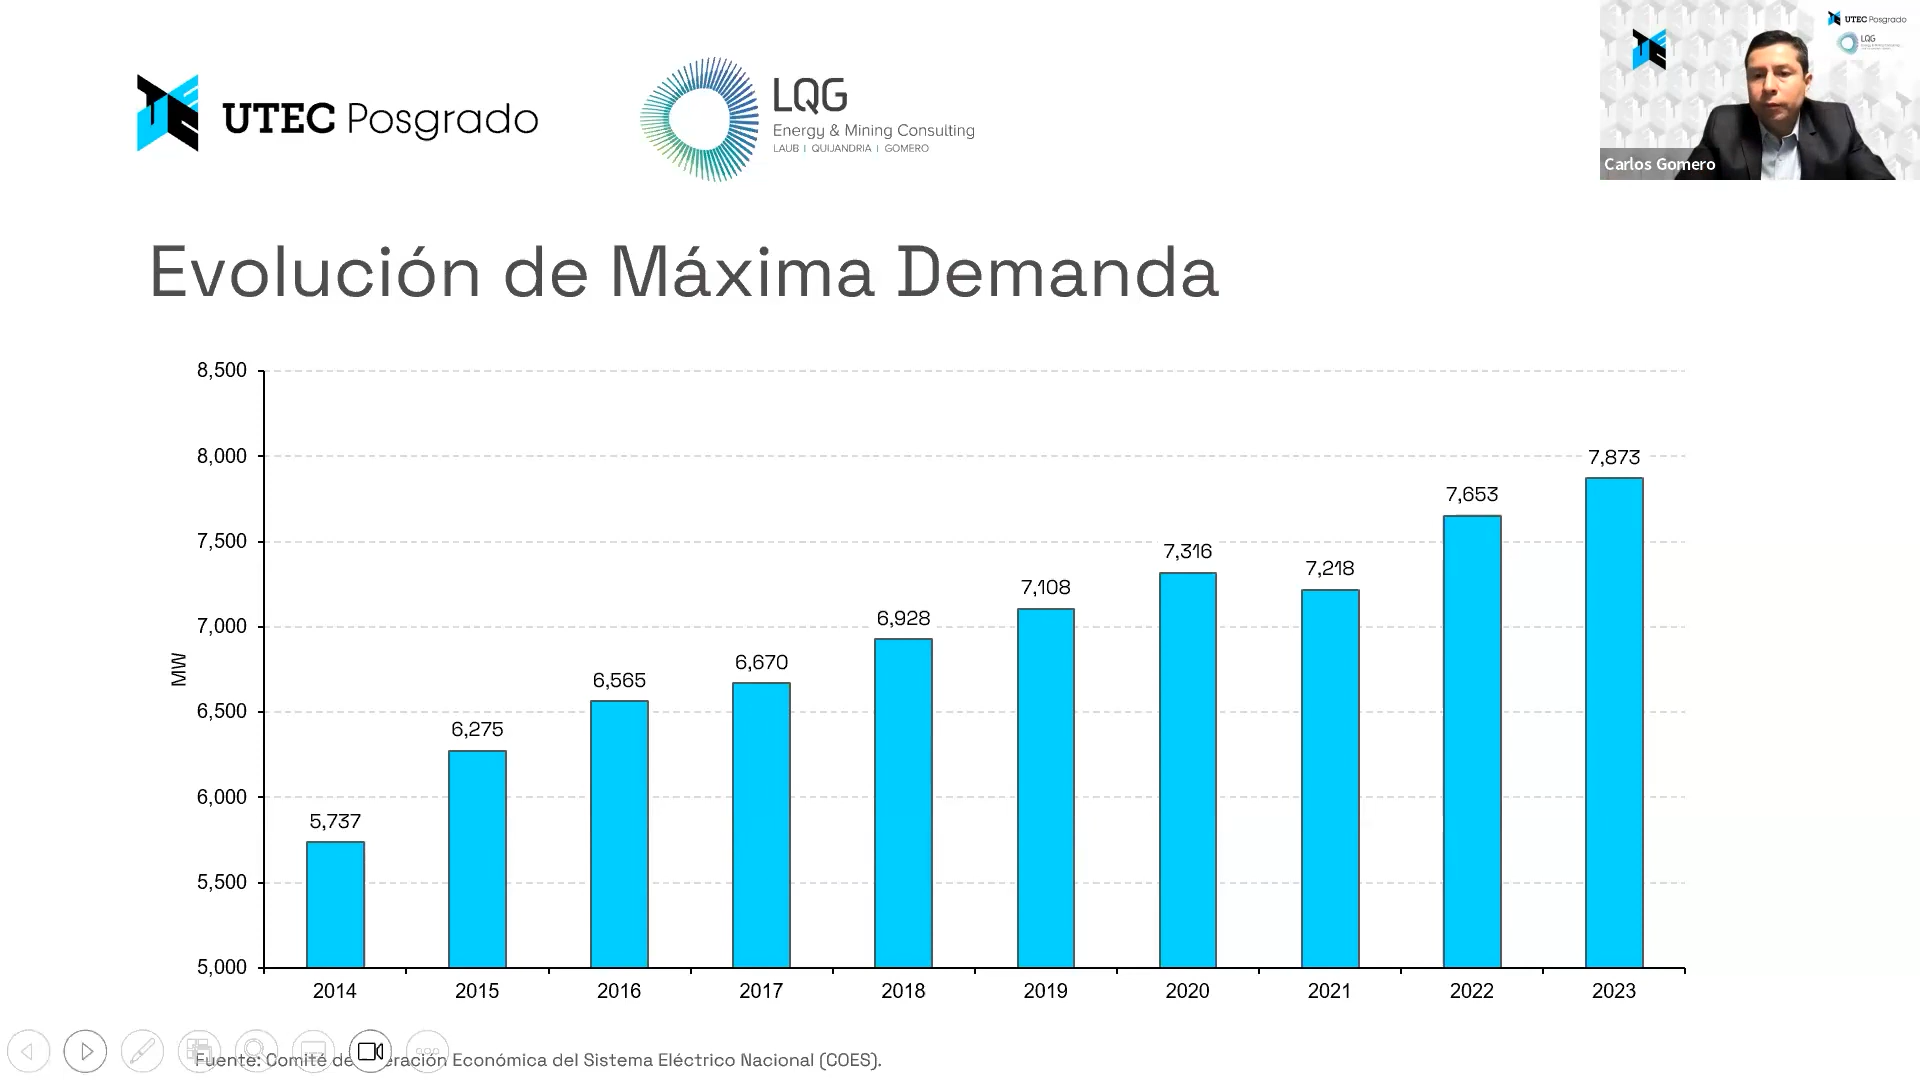 UTEC Posgrado
LQG
Energy & Mining Consulting
LAUB | QUIJANDRIA | GOMERO
UTEC Posgrado
LQG
Carlos Gomero
Evolución de Máxima Demanda
MW
8,500
8,000
7,500
7,000
6,500
6,000
5,500
5,000
5,737
6,275
6,565
6,670
6,928
7,108
7,316
7,218
7,653
7,873
2014
2015
2016
2017
2018
2019
2020
2021
2022
2023
Fuente: Comité de eración Económica del Sistema Eléctrico Nacional (COES).